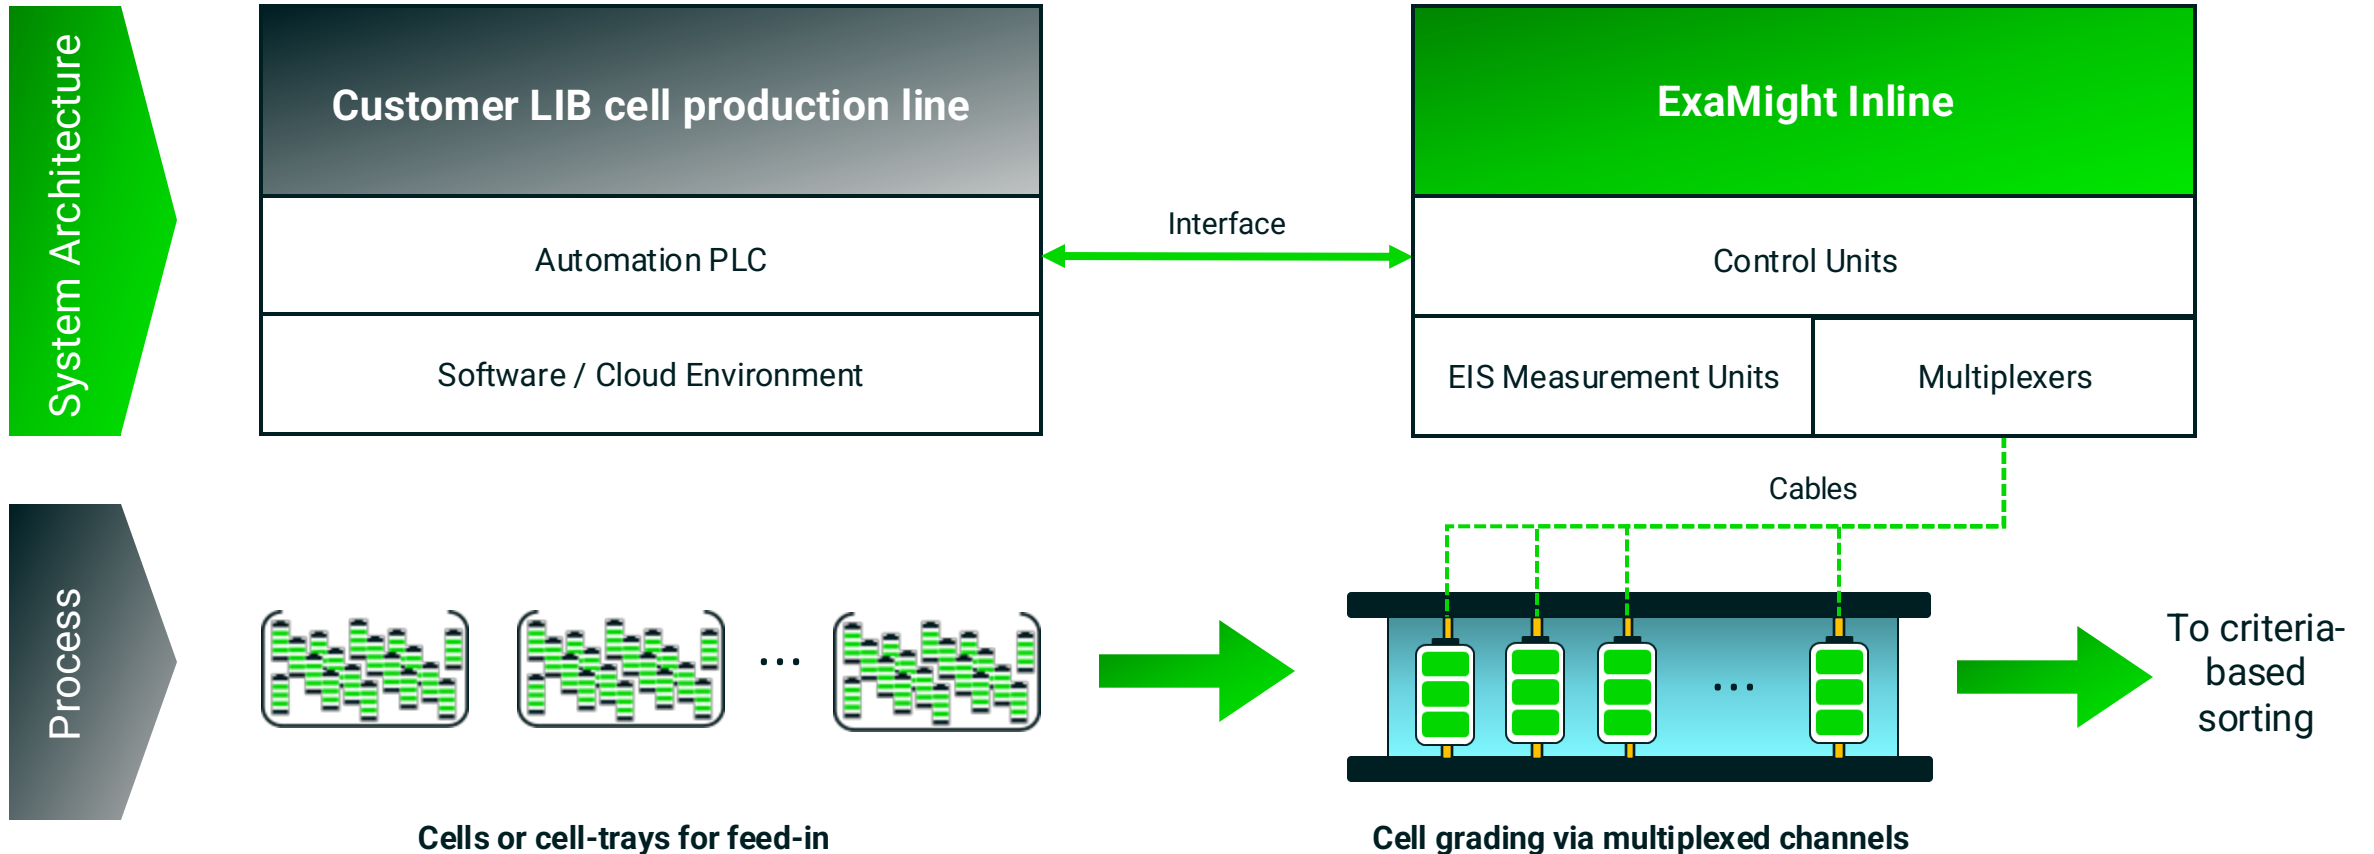 System Architecture
Customer LIB cell production line
Automation PLC
Software / Cloud Environment
Interface
ExaMight Inline
Control Units
EIS Measurement Units
Multiplexers
Cables
Process
...
...
To criteria-
based
sorting
Cells or cell-trays for feed-in
Cell grading via multiplexed channels